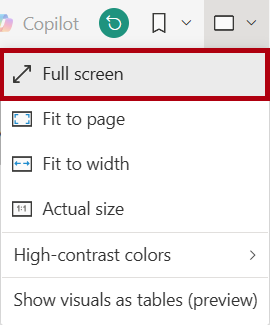 Copilot
Full screen
Fit to page
Fit to width
1:1 Actual size
High-contrast colors
Show visuals as tables (preview)